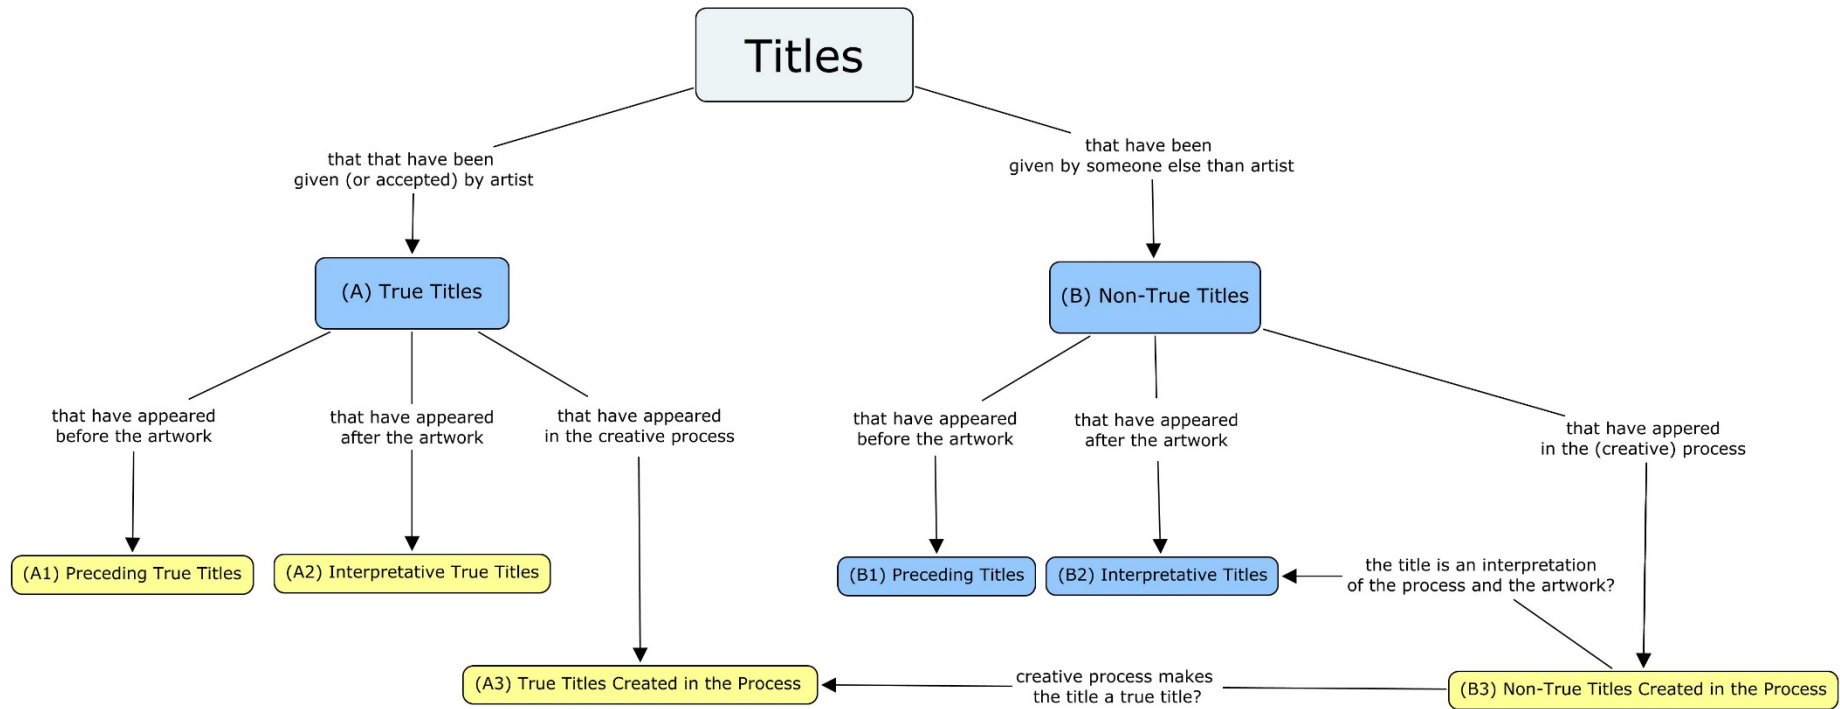 Titles
that that have been
given (or accepted) by artist
that have been
given by someone else than artist
(A) True Titles
(B) Non-True Titles
that have appeared
before the artwork
that have appeared
after the artwork
that have appeared
in the creative process
that have appeared
before the artwork
that have appeared
after the artwork
that have appered
in the (creative) process
(A1) Preceding True Titles
(A2) Interpretative True Titles
(B1) Preceding Titles
(B2) Interpretative Titles
the title is an interpretation
of the process and the artwork?
(A3) True Titles Created in the Process
creative process makes
the title a true title?
(B3) Non-True Titles Created in the Process